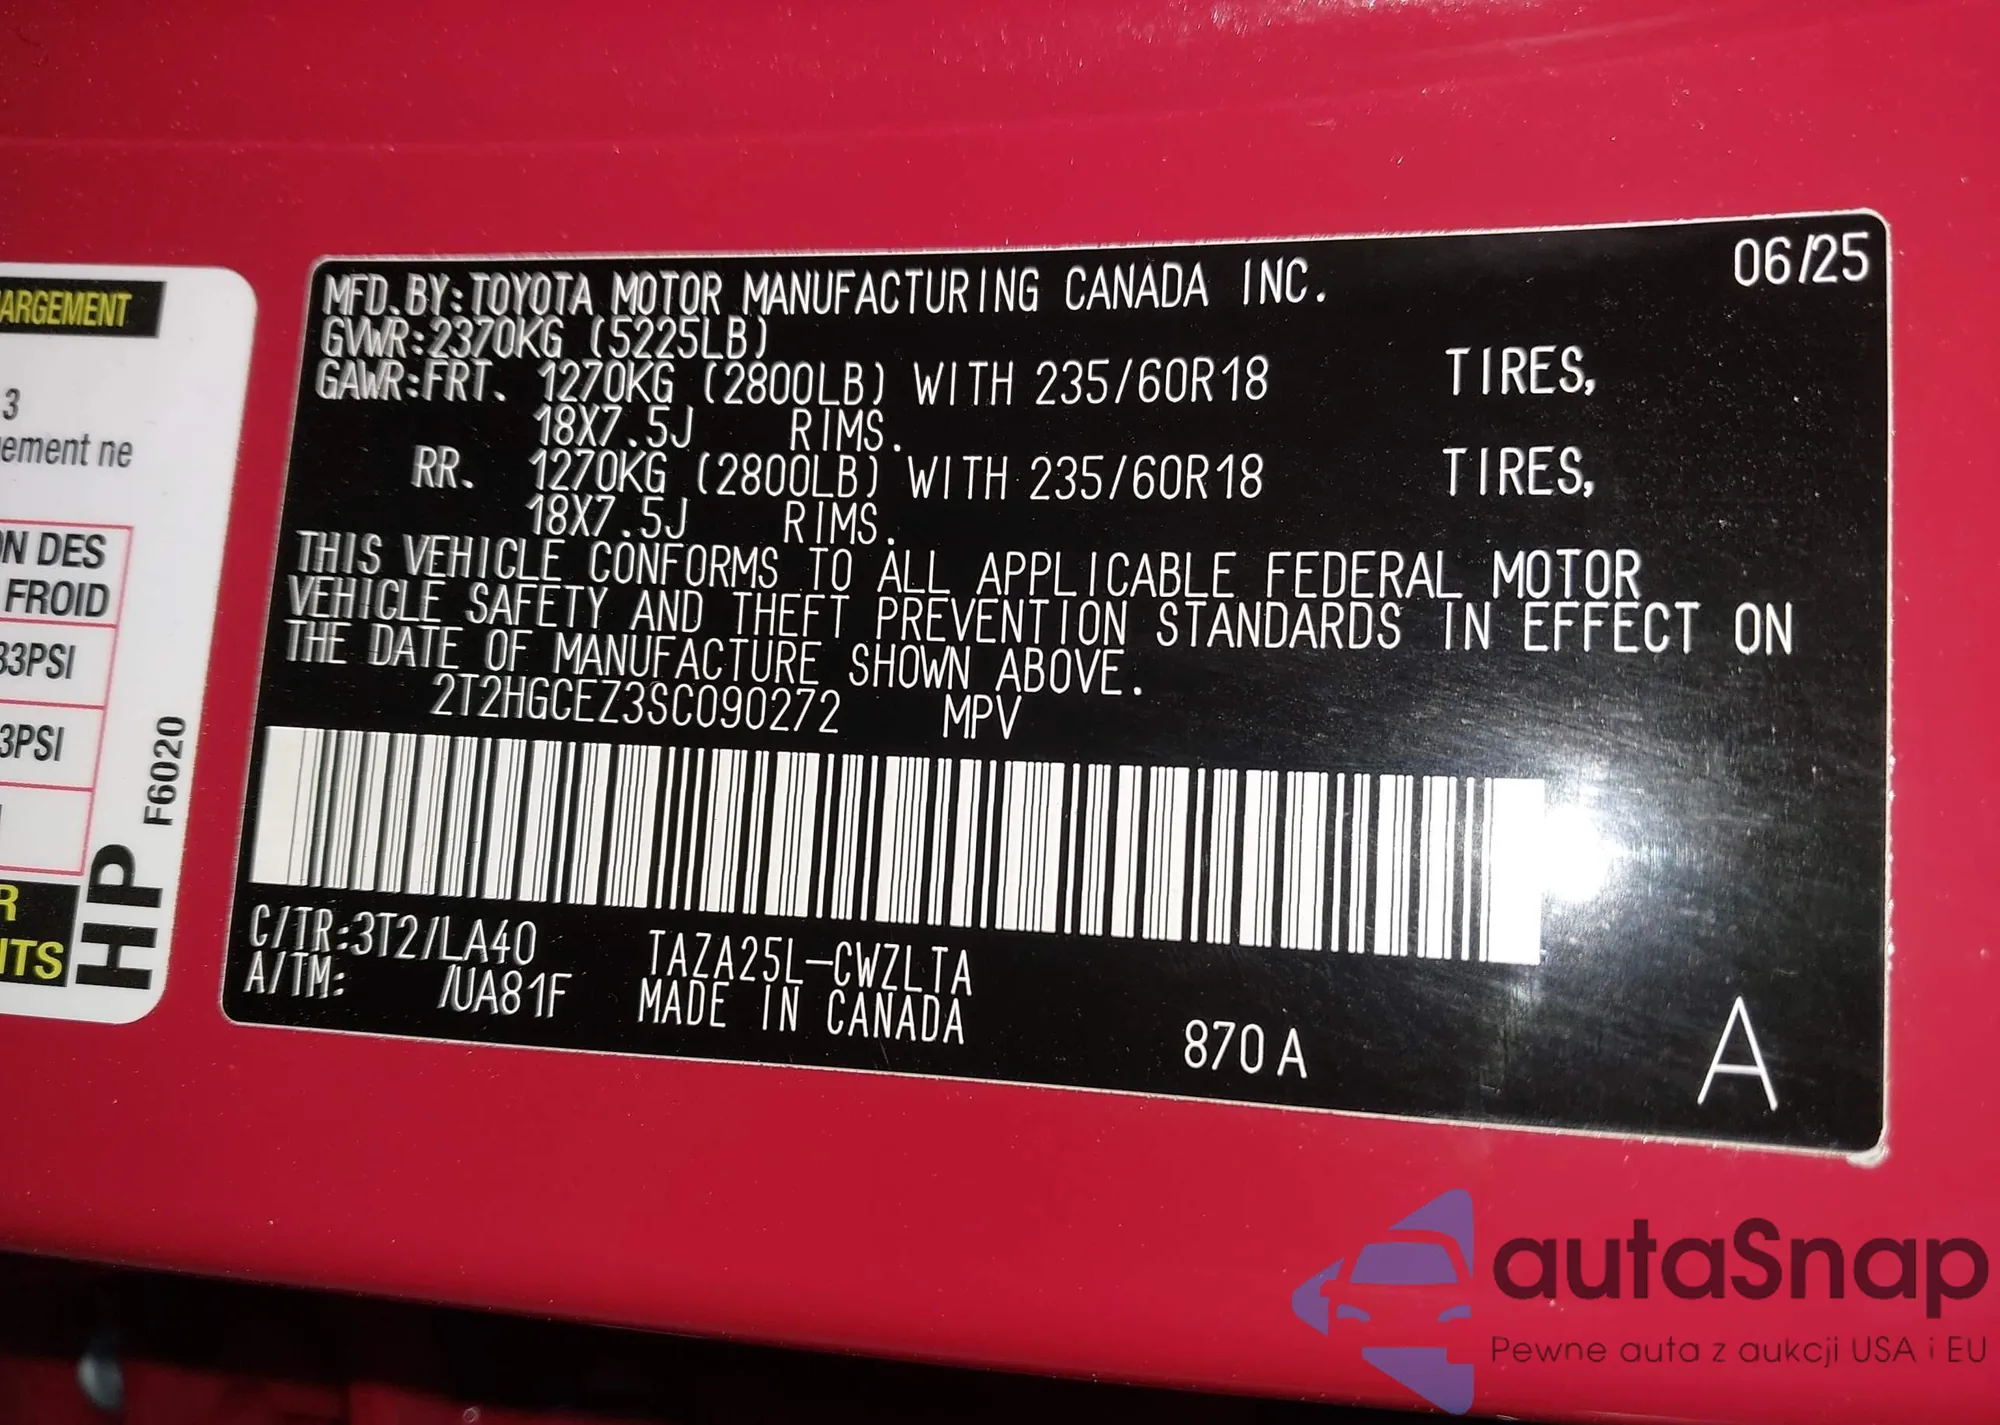 ARGEMENT
3
ement ne
N DES
FROID
33PSI
3PSI
R
ITS
HP
F6020
06/25
MFD.BY:TOYOTA MOTOR MANUFACTURING CANADA INC.
GVWR:2370KG (5225LB)
GAWR:FRT. 1270KG (2800LB) WITH 235/60R18 TIRES,
18X7.5J RIMS.
RR. 1270KG (2800LB) WITH 235/60R18 TIRES,
18X7.5J RIMS.
THIS VEHICLE CONFORMS TO ALL APPLICABLE FEDERAL MOTOR
VEHICLE SAFETY AND THEFT PREVENTION STANDARDS IN EFFECT ON
THE DATE OF MANUFACTURE SHOWN ABOVE.
2T2HGCEZ3SC090272 MPV
C/TR:3T2/LA40 TAZA25L-CWZLTA
A/TM: /UA81F MADE IN CANADA
870A A
autaSnap
Pewne auta z aukcji USA i EU